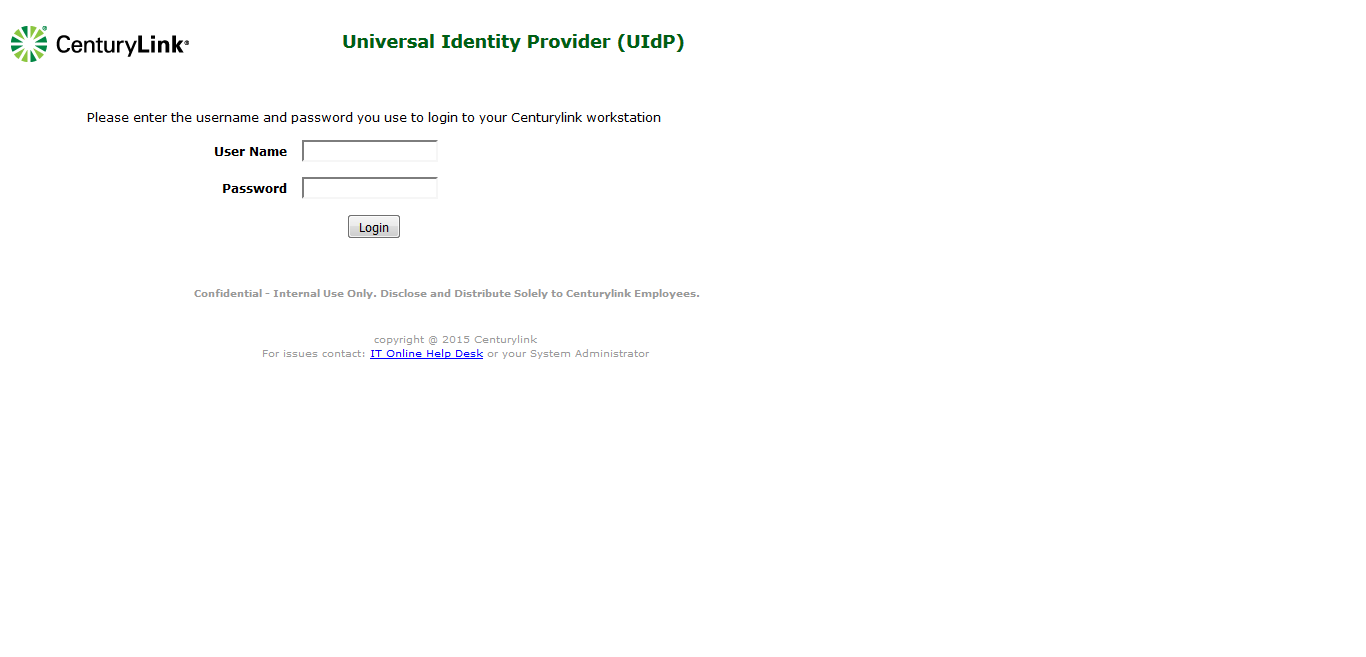 CenturyLink®
Universal Identity Provider (UIdP)
Please enter the username and password you use to login to your Centurylink workstation
User Name
Password
Login
Confidential - Internal Use Only. Disclose and Distribute Solely to Centurylink Employees.
copyright @ 2015 Centurylink
For issues contact: IT Online Help Desk or your System Administrator